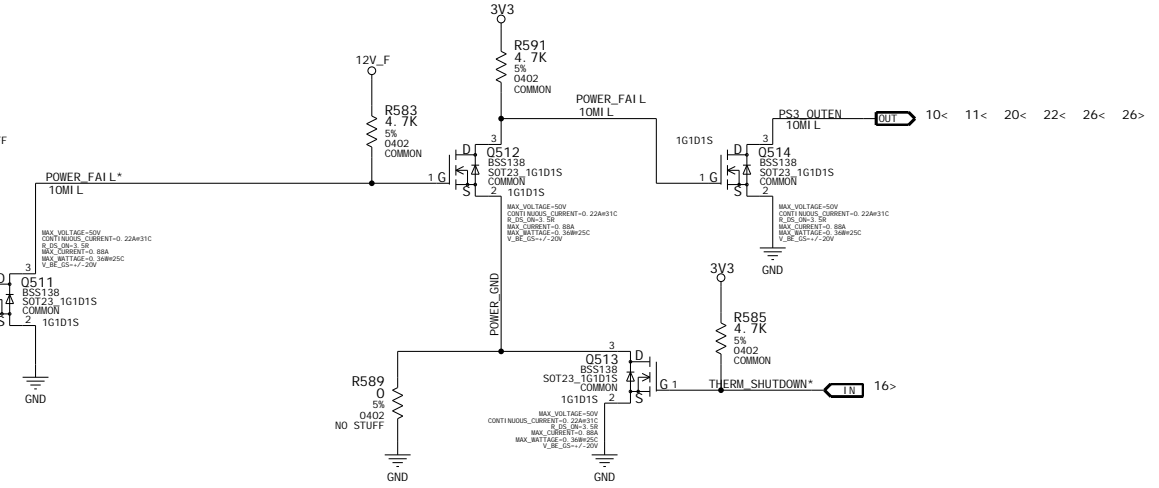 3V3
R591
4.7K
5%
0402
COMMON
12V_F
R583
4.7K
5%
0402
COMMON
POWER_FAIL
10MIL
PS3_OUTEN
10MIL
OUT
10< 11< 20< 22< 26< 26>
FF
POWER_FAIL*
10MIL
1 G
D
3
Q512
BSS138
SOT23_1G1D1S
COMMON
S
2
1G1D1S
MAX_VOLTAGE=50V
CONTINUOUS_CURRENT=0.22A@31C
R_DS_ON=3.5R
MAX_CURRENT=0.88A
MAX_WATTAGE=0.36W@25C
V_BE_GS=+/-20V
1G1D1S
1 G
D
3
Q514
BSS138
SOT23_1G1D1S
COMMON
S
2
MAX_VOLTAGE=50V
CONTINUOUS_CURRENT=0.22A@31C
R_DS_ON=3.5R
MAX_CURRENT=0.88A
MAX_WATTAGE=0.36W@25C
V_BE_GS=+/-20V
GND
MAX_VOLTAGE=50V
CONTINUOUS_CURRENT=0.22A@31C
R_DS_ON=3.5R
MAX_CURRENT=0.88A
MAX_WATTAGE=0.36W@25C
V_BE_GS=+/-20V
D
3
Q511
BSS138
SOT23_1G1D1S
COMMON
S
2
1G1D1S
GND
POWER_GND
3V3
R585
4.7K
5%
0402
COMMON
R589
0
5%
0402
NO STUFF
GND
3
D
Q513
BSS138
SOT23_1G1D1S
COMMON
1G1D1S
2
S
G 1
MAX_VOLTAGE=50V
CONTINUOUS_CURRENT=0.22A@31C
R_DS_ON=3.5R
MAX_CURRENT=0.88A
MAX_WATTAGE=0.36W@25C
V_BE_GS=+/-20V
GND
THERM_SHUTDOWN*
IN
16>